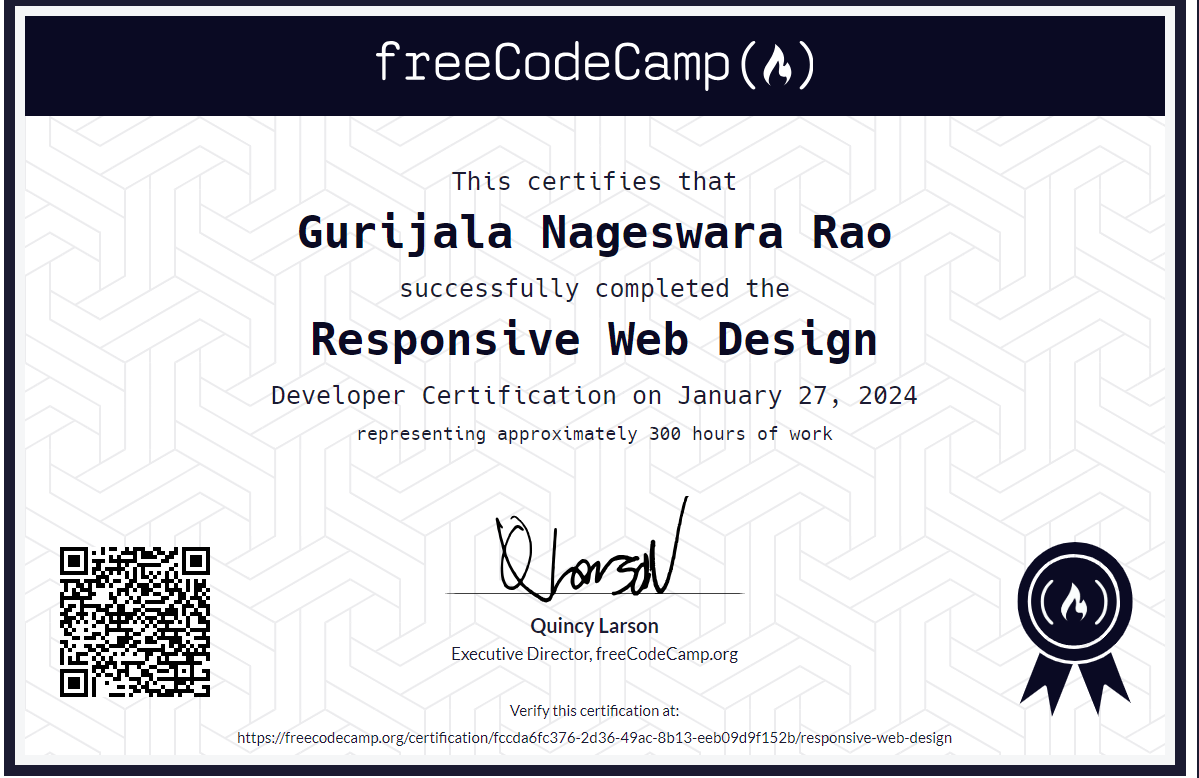 freeCodeCamp
This certifies that
Gurijala Nageswara Rao
successfully completed the
Responsive Web Design
Developer Certification on January 27, 2024
representing approximately 300 hours of work
Quincy Larson
Executive Director, freeCodeCamp.org
Verify this certification at:
https://freecodecamp.org/certification/fccda6fc376-2d36-49ac-8b13-eeb09d9f152b/responsive-web-design